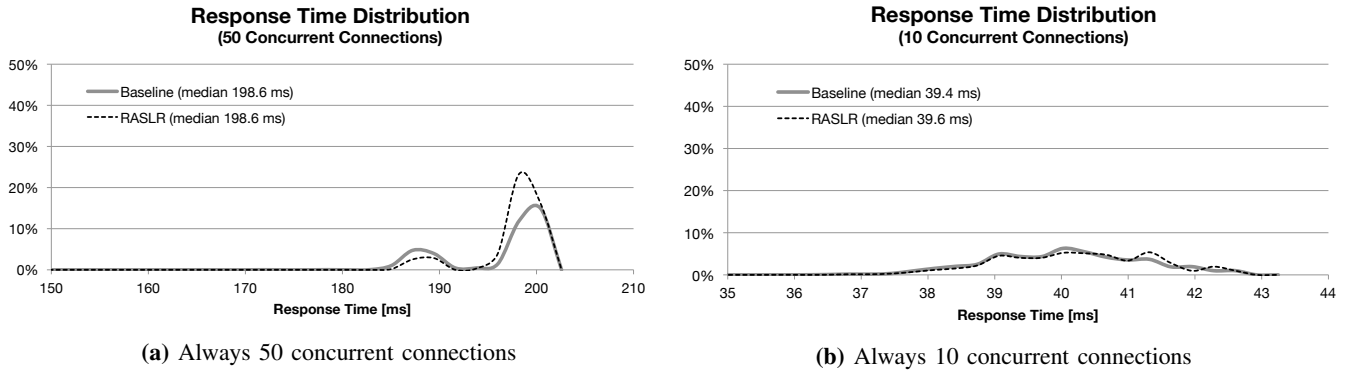 Response Time Distribution
(50 Concurrent Connections)
50%
40%
30%
20%
10%
0%
Baseline (median 198.6 ms)
RASLR (median 198.6 ms)
150 160 170 180 190 200 210
Response Time [ms]
(a) Always 50 concurrent connections
Response Time Distribution
(10 Concurrent Connections)
50%
40%
30%
20%
10%
0%
Baseline (median 39.4 ms)
RASLR (median 39.6 ms)
35 36 37 38 39 40 41 42 43 44
Response Time [ms]
(b) Always 10 concurrent connections